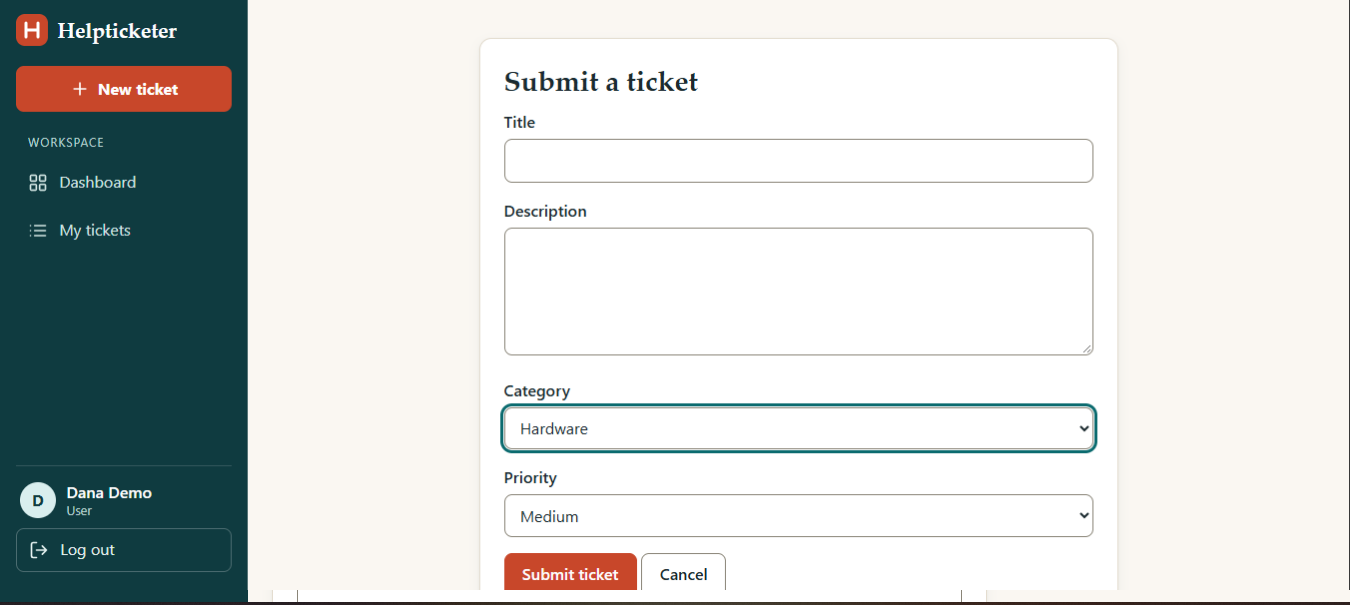 H Helpticketer
+ New ticket
WORKSPACE
Dashboard
My tickets
D
Dana Demo
User
Log out
Submit a ticket
Title
Description
Category
Hardware
Priority
Medium
Submit ticket
Cancel